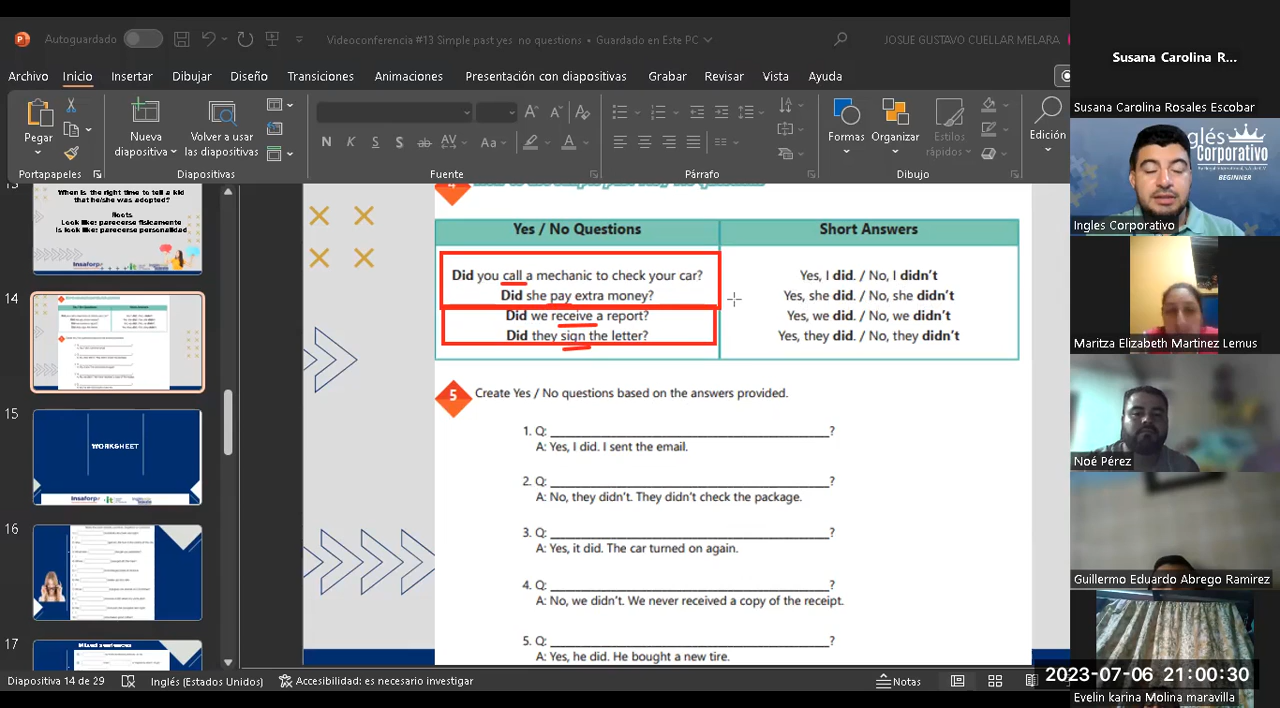 Autoguardado
Videoconferencia #13 Simple past yes no questions • Guardado en Este PC
JOSUE GUSTAVO CUELLAR MELARA
Archivo Inicio Insertar Dibujar Diseño Transiciones Animaciones Presentación con diapositivas Grabar Revisar Vista Ayuda
Pegar
Nueva diapositiva
Volver a usar las diapositivas
N K S S ab AV Aa A
Formas
Organizar
Estilos rápidos
Edición
Portapapeles
Diapositivas
Fuente
Párrafo
Dibujo
When is the right time to tell a kid
that he/she was adopted?
Roots
Look like: parecerse fisicamente
Is look like: parecerse personalidad
14
15
WORKSHEET
Insaforp
16
17
Mixed sentences
Yes / No Questions
Short Answers
Did you call a mechanic to check your car?
Yes, I did. / No, I didn't
Did she pay extra money?
Yes, she did. / No, she didn't
Did we receive a report?
Yes, we did. / No, we didn't
Did they sign the letter?
Yes, they did. / No, they didn't
5
Create Yes / No questions based on the answers provided.
1. Q: ?
A: Yes, I did. I sent the email.
2. Q: ?
A: No, they didn't. They didn't check the package.
3. Q: ?
A: Yes, it did. The car turned on again.
4. Q: ?
A: No, we didn't. We never received a copy of the receipt.
5. Q: ?
A: Yes, he did. He bought a new tire.
Diapositiva 14 de 29
Inglés (Estados Unidos)
Accesibilidad: es necesario investigar
Notas
Susana Carolina R...
Susana Carolina Rosales Escobar
Inglés
Corporativo
BEGINNER
Ingles Corporativo
Maritza Elizabeth Martinez Lemus
Noé Pérez
Guillermo Eduardo Abrego Ramirez
2023-07-06 21:00:30
Evelin karina Molina maravilla